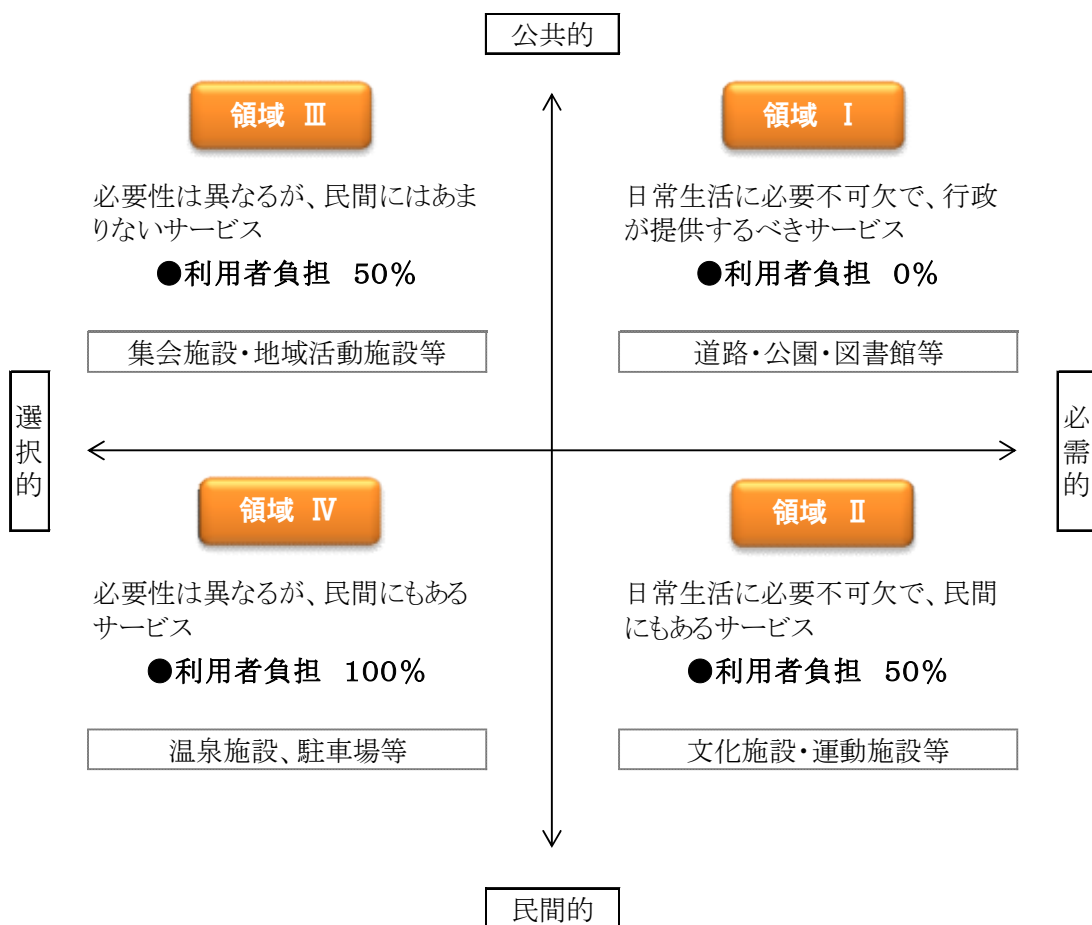 公共的
領域 Ⅲ
必要性は異なるが、民間にはあま
りないサービス
●利用者負担 50%
集会施設・地域活動施設等
領域 Ⅰ
日常生活に必要不可欠で、行政
が提供するべきサービス
●利用者負担 0%
道路・公園・図書館等
選択的
必需的
領域 Ⅳ
必要性は異なるが、民間にもある
サービス
●利用者負担 100%
温泉施設、駐車場等
領域 Ⅱ
日常生活に必要不可欠で、民間
にもあるサービス
●利用者負担 50%
文化施設・運動施設等
民間的